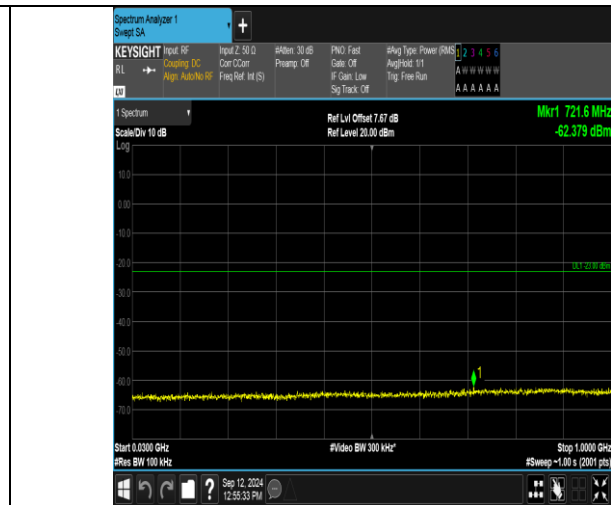 Spectrum Analyzer 1
Swept SA
+
KEYSIGHT Input: RF Input Z: 50 Ω #Atten: 30 dB PNO: Fast #Avg Type: Power (RMS 1 2 3 4 5 6
RL Coupling: DC Corr CCorr Preamp: Off Gate: Off Avg|Hold: 1/1 A W W W W W
Align: Auto/No RF Freq Ref: Int (S) IF Gain: Low Trig: Free Run
LXI Sig Track: Off A A A A A A
1 Spectrum Ref Lvl Offset 7.67 dB Mkr1 721.6 MHz
Scale/Div 10 dB Ref Level 20.00 dBm -62.379 dBm
Log
10.0
0.00
-10.0
-20.0
DL1 -23.00 dBm
-30.0
-40.0
-50.0
1
-60.0
-70.0
Start 0.0300 GHz #Video BW 300 kHz* Stop 1.0000 GHz
#Res BW 100 kHz #Sweep ~1.00 s (2001 pts)
? Sep 12, 2024
12:55:33 PM